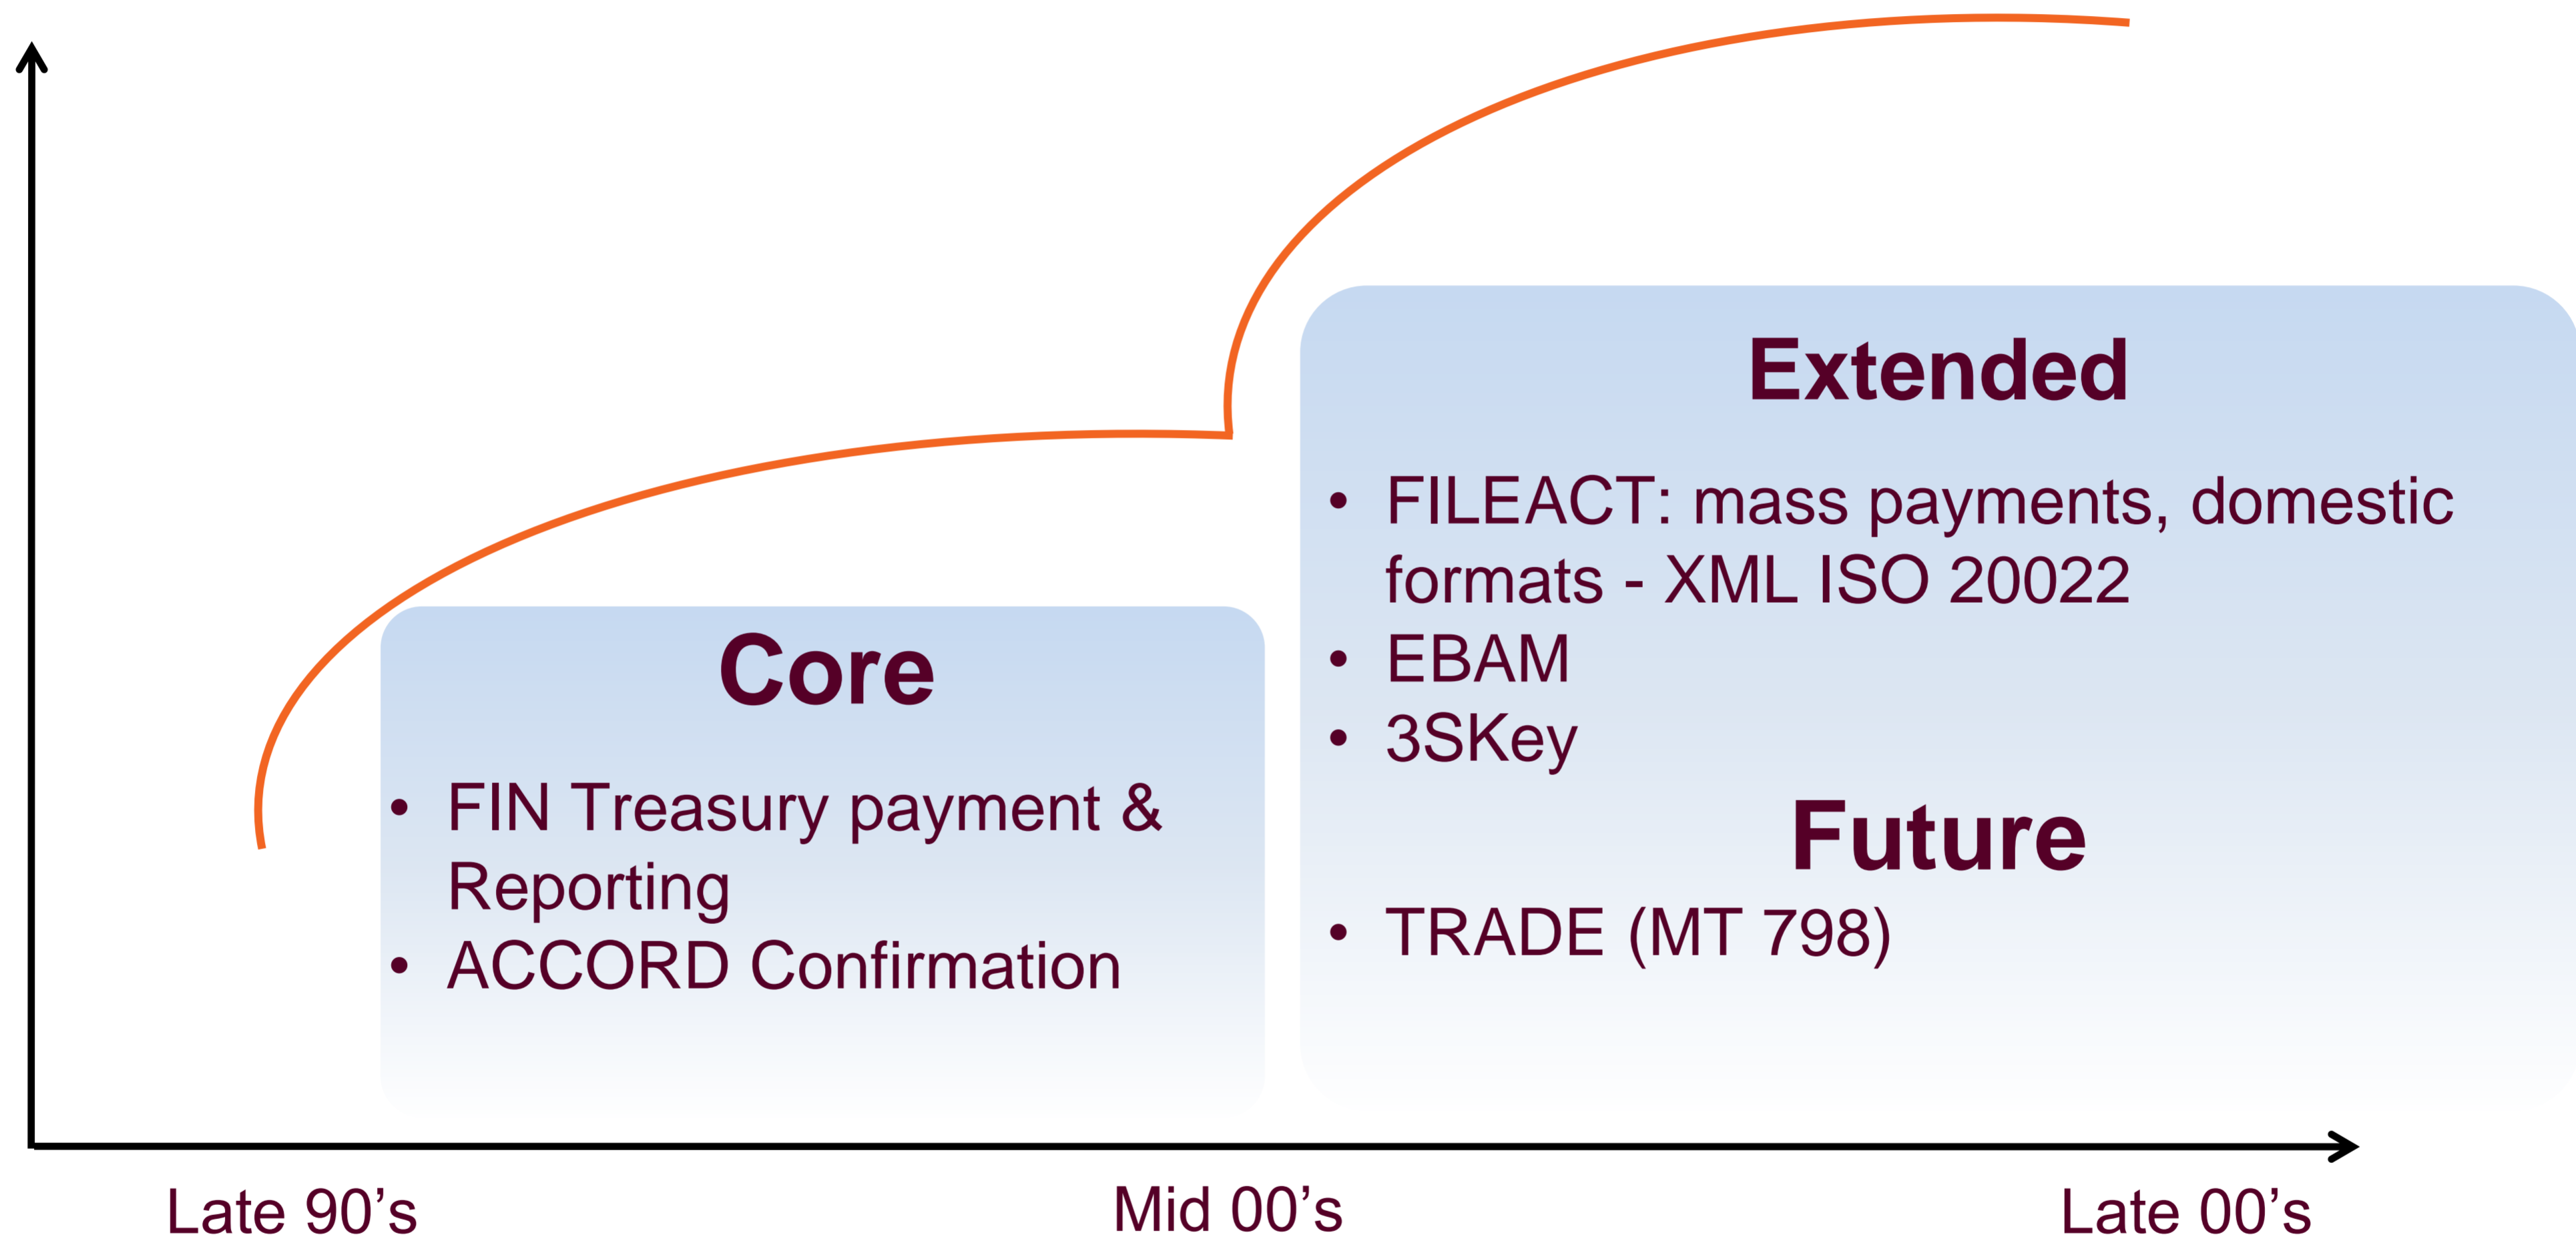 Core
• FIN Treasury payment &
Reporting
• ACCORD Confirmation
Extended
• FILEACT: mass payments, domestic
formats - XML ISO 20022
• EBAM
• 3SKey
Future
• TRADE (MT 798)
Late 90’s
Mid 00’s
Late 00’s